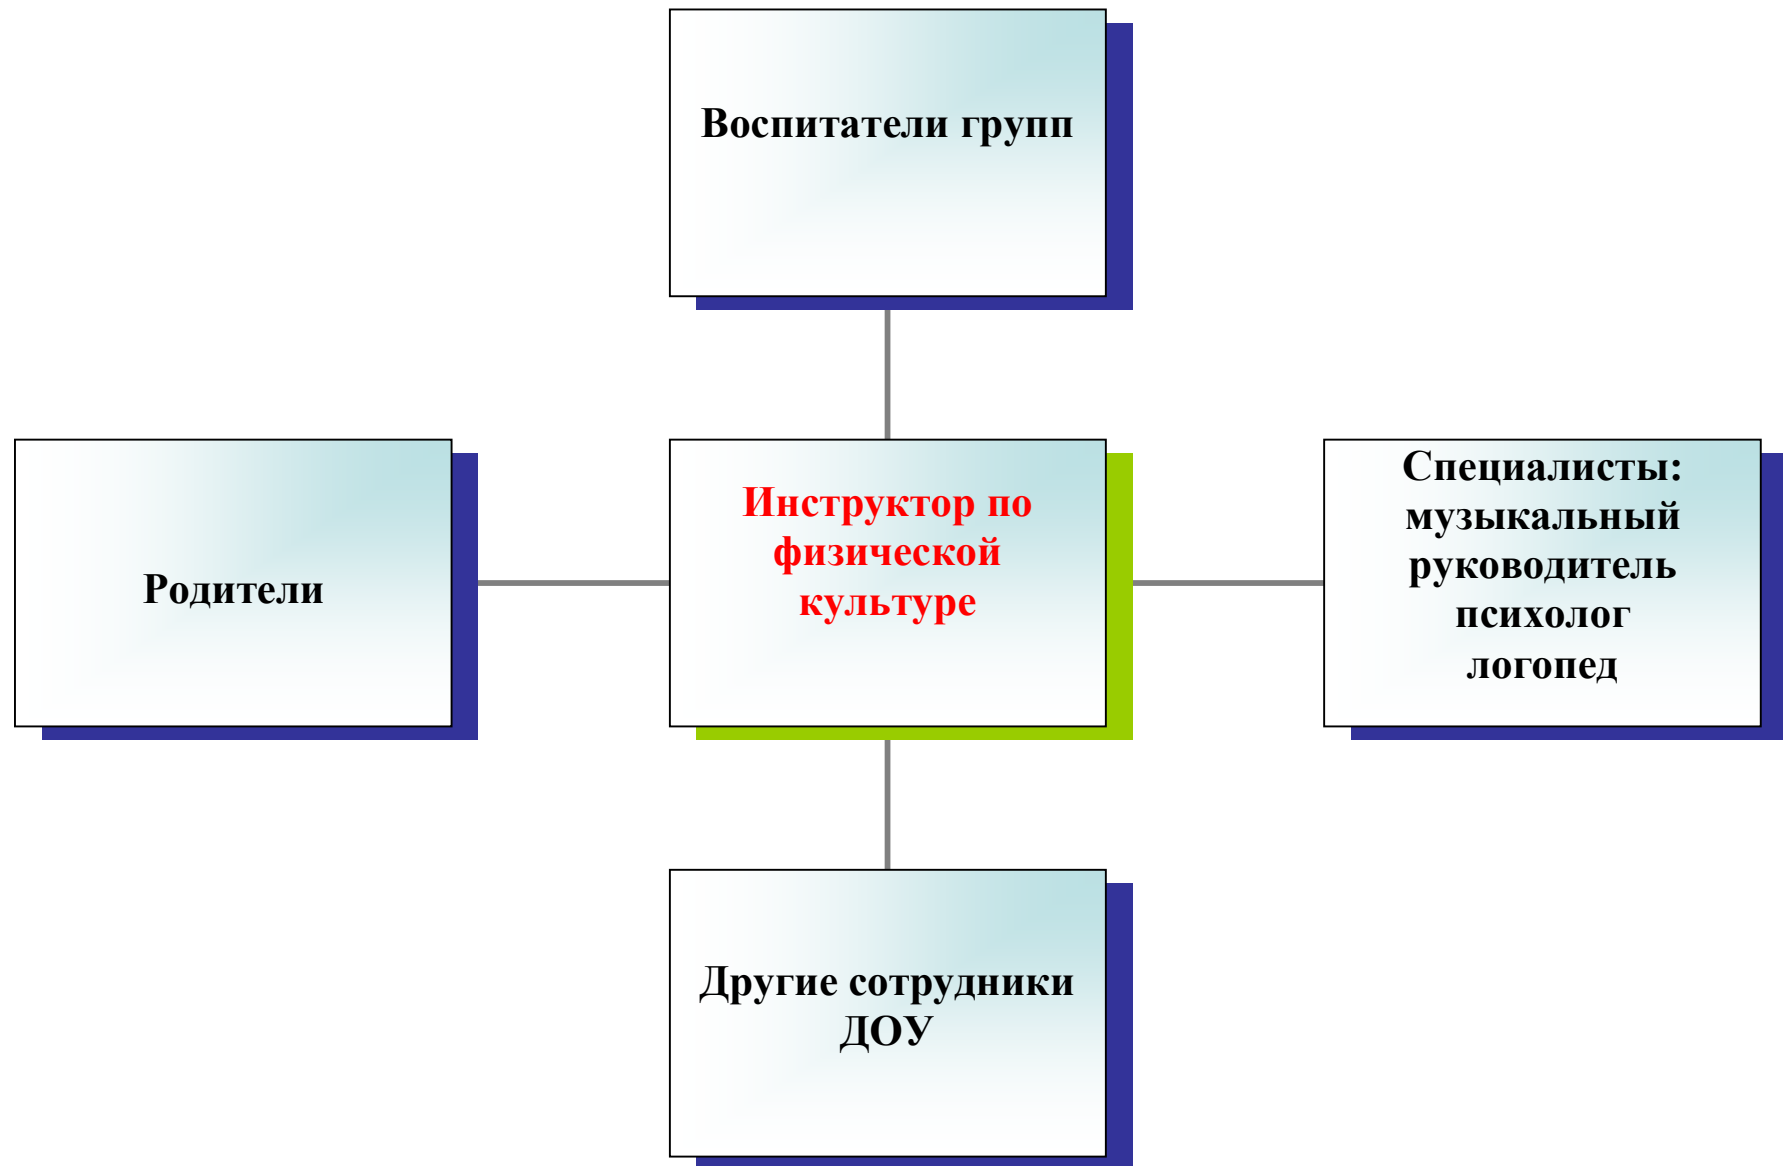 Воспитатели групп
Родители
Инструктор по
физической
культуре
Специалисты:
музыкальный
руководитель
психолог
логопед
Другие сотрудники
ДОУ